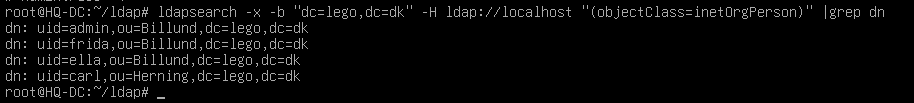 root@HQ-DC:~/ldap# ldapsearch -x -b "dc=lego,dc=dk" -H ldap://localhost "(objectClass=inetOrgPerson)" |grep dn
dn: uid=admin,ou=Billund,dc=lego,dc=dk
dn: uid=frida,ou=Billund,dc=lego,dc=dk
dn: uid=ella,ou=Billund,dc=lego,dc=dk
dn: uid=carl,ou=Herning,dc=lego,dc=dk
root@HQ-DC:~/ldap# _